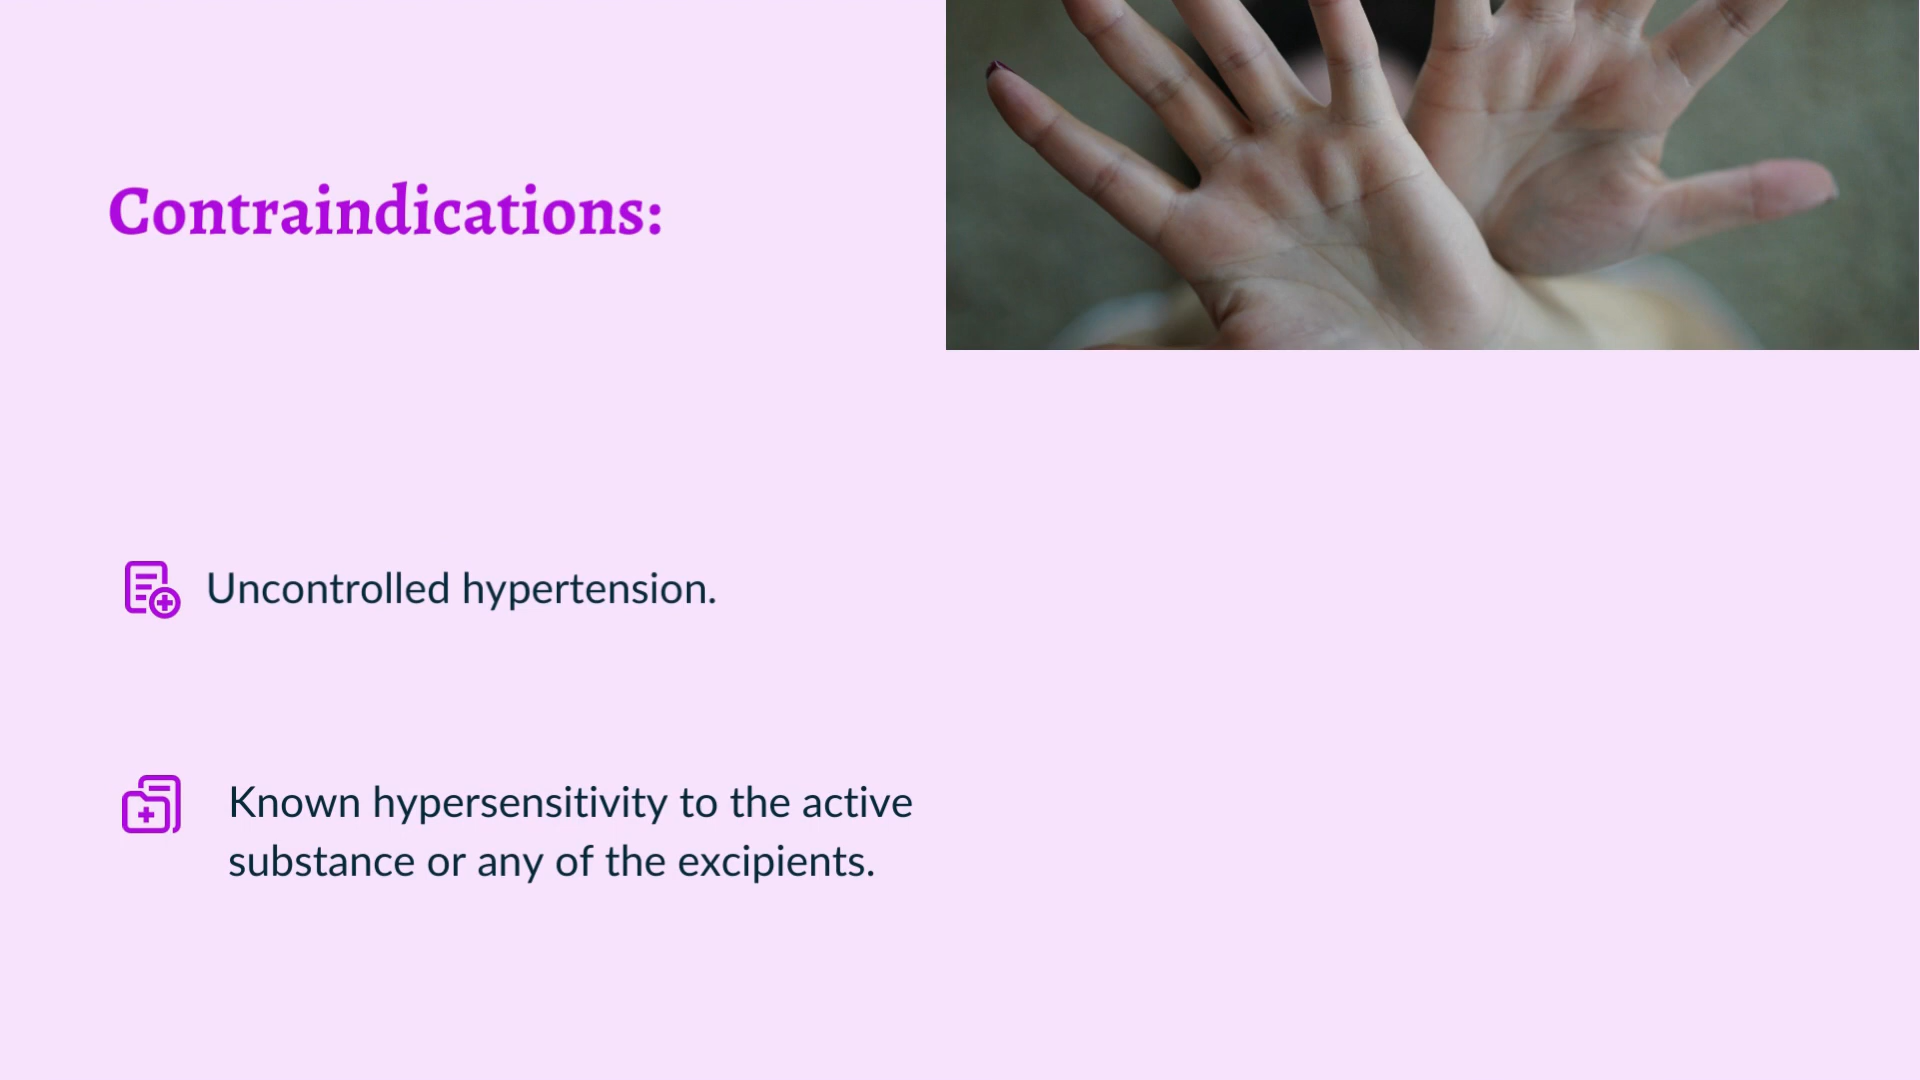 Contraindications:
Uncontrolled hypertension.
Known hypersensitivity to the active
substance or any of the excipients.